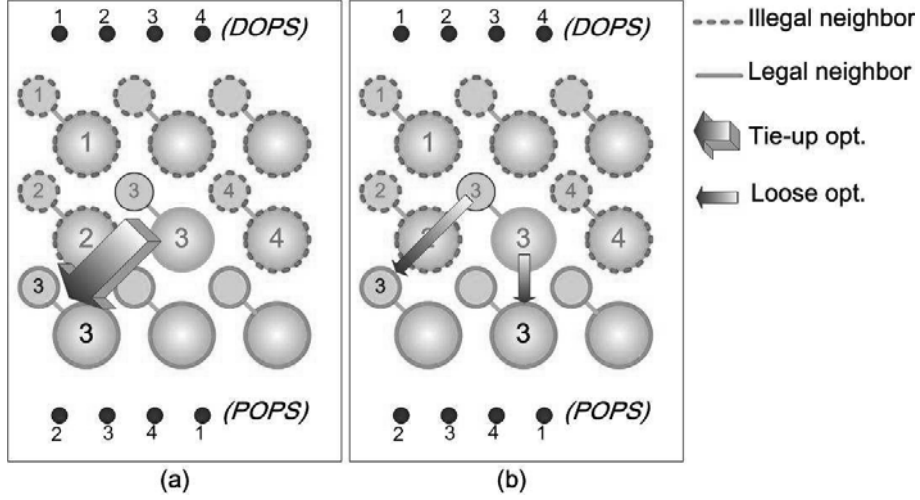 1 2 3 4 (DOPS)
1
1
2 3 4
2 3 4
3
3
(POPS)
2 3 4 1
(a)
1 2 3 4 (DOPS)
1
1
2 3 4
2 3 4
3
3
(POPS)
2 3 4 1
(b)
Illegal neighbor
Legal neighbor
Tie-up opt.
Loose opt.